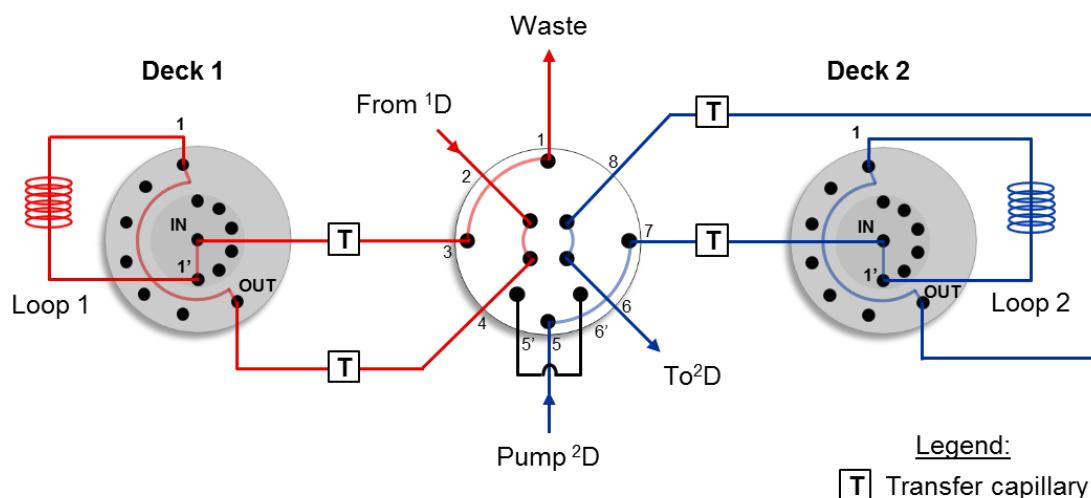 Waste
Deck 1
Deck 2
From ¹D
T
1
1
1
2
8
IN
T
3
7
T
IN
1'
1'
Loop 1
OUT
4
5'
5
6'
6
OUT
Loop 2
T
To²D
Pump ²D
Legend:
T Transfer capillary